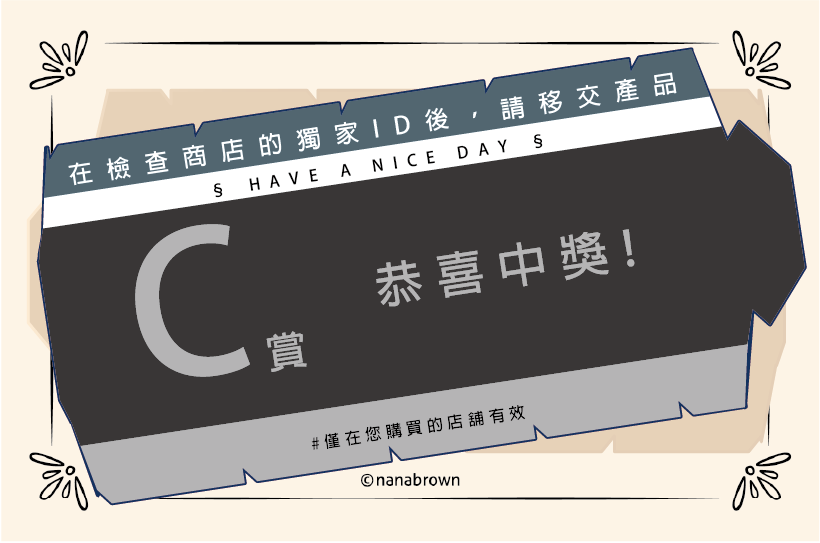 在檢查商店的獨家ID後，請移交產品
§ HAVE A NICE DAY §
C賞
恭喜中獎!
#僅在您購買的店舖有效
©nanabrown